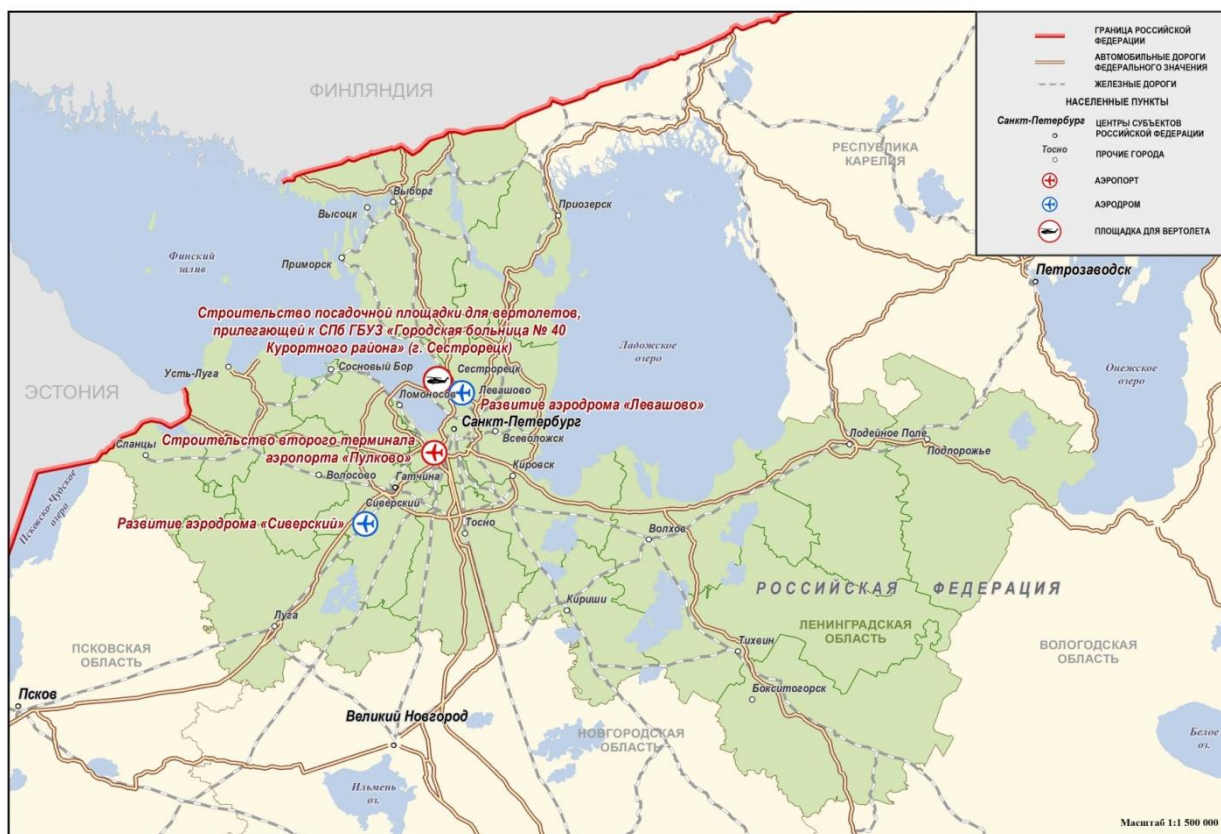 ГРАНИЦА РОССИЙСКОЙ
ФЕДЕРАЦИИ
АВТОМОБИЛЬНЫЕ ДОРОГИ
ФЕДЕРАЛЬНОГО ЗНАЧЕНИЯ
ЖЕЛЕЗНЫЕ ДОРОГИ
НАСЕЛЕННЫЕ ПУНКТЫ
Санкт-Петербург
ЦЕНТРЫ СУБЪЕКТОВ
РОССИЙСКОЙ ФЕДЕРАЦИИ
Тосно
ПРОЧИЕ ГОРОДА
АЭРОПОРТ
АЭРОДРОМ
ПЛОЩАДКА ДЛЯ ВЕРТОЛЕТА
ФИНЛЯНДИЯ
РЕСПУБЛИКА
КАРЕЛИЯ
Выборг
Высоцк
Приозерск
Финский
залив
Приморск
Петрозаводск
Строительство посадочной площадки для вертолетов,
прилегающей к СПб ГБУЗ «Городская больница № 40
Курортного района» (г. Сестрорецк)
Ладожское
озеро
Онежское
озеро
Усть-Луга
Сосновый Бор
Сестрорецк
ЭСТОНИЯ
Левашово
Ломоносов
Развитие аэродрома «Левашово»
Санкт-Петербург
Строительство второго терминала
аэропорта «Пулково»
Всеволожск
Сланцы
Лодейное Поле
Подпорожье
Волосово
Гатчина
Кировск
Псковско-Чудское
озеро
Сиверский
Развитие аэродрома «Сиверский»
Тосно
Волхов
РОССИЙСКАЯ ФЕДЕРАЦИЯ
Кириши
Луга
ЛЕНИНГРАДСКАЯ
ОБЛАСТЬ
ПСКОВСКАЯ
ОБЛАСТЬ
Тихвин
ВОЛОГОДСКАЯ
ОБЛАСТЬ
Бокситогорск
Псков
Великий Новгород
НОВГОРОДСКАЯ
ОБЛАСТЬ
Белое
оз.
Ильмень
оз.
Масштаб 1:1 500 000